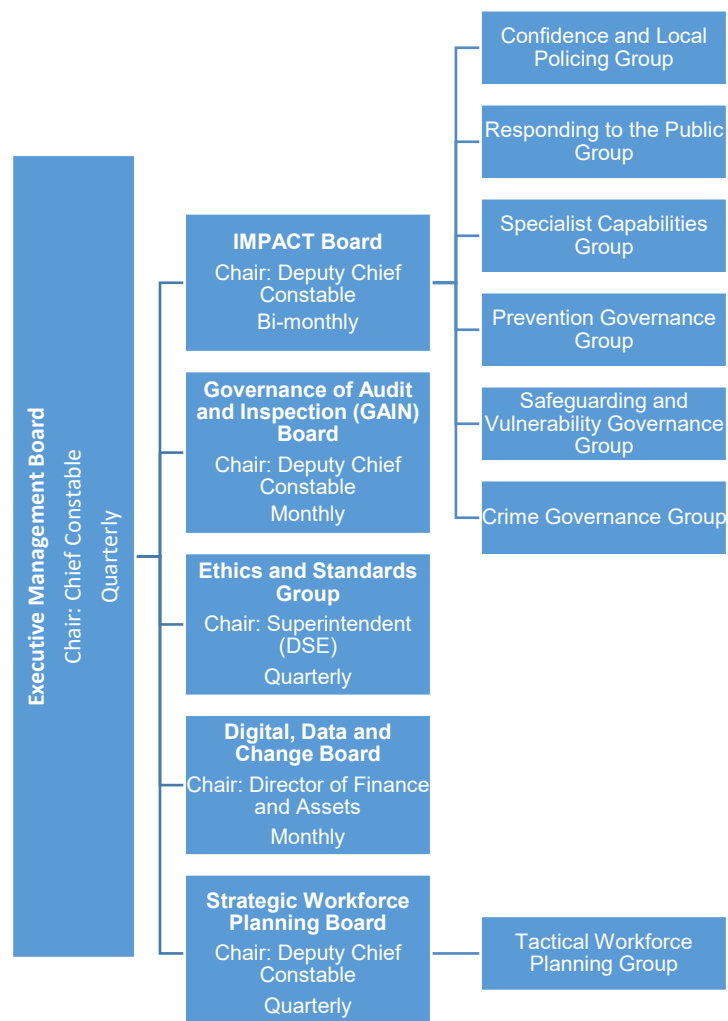 Executive Management Board
Chair: Chief Constable
Quarterly
IMPACT Board
Chair: Deputy Chief
Constable
Bi-monthly
Governance of Audit
and Inspection (GAIN)
Board
Chair: Deputy Chief
Constable
Monthly
Ethics and Standards
Group
Chair: Superintendent
(DSE)
Quarterly
Digital, Data and
Change Board
Chair: Director of Finance
and Assets
Monthly
Strategic Workforce
Planning Board
Chair: Deputy Chief
Constable
Quarterly
Confidence and Local
Policing Group
Responding to the Public
Group
Specialist Capabilities
Group
Prevention Governance
Group
Safeguarding and
Vulnerability Governance
Group
Crime Governance Group
Tactical Workforce
Planning Group